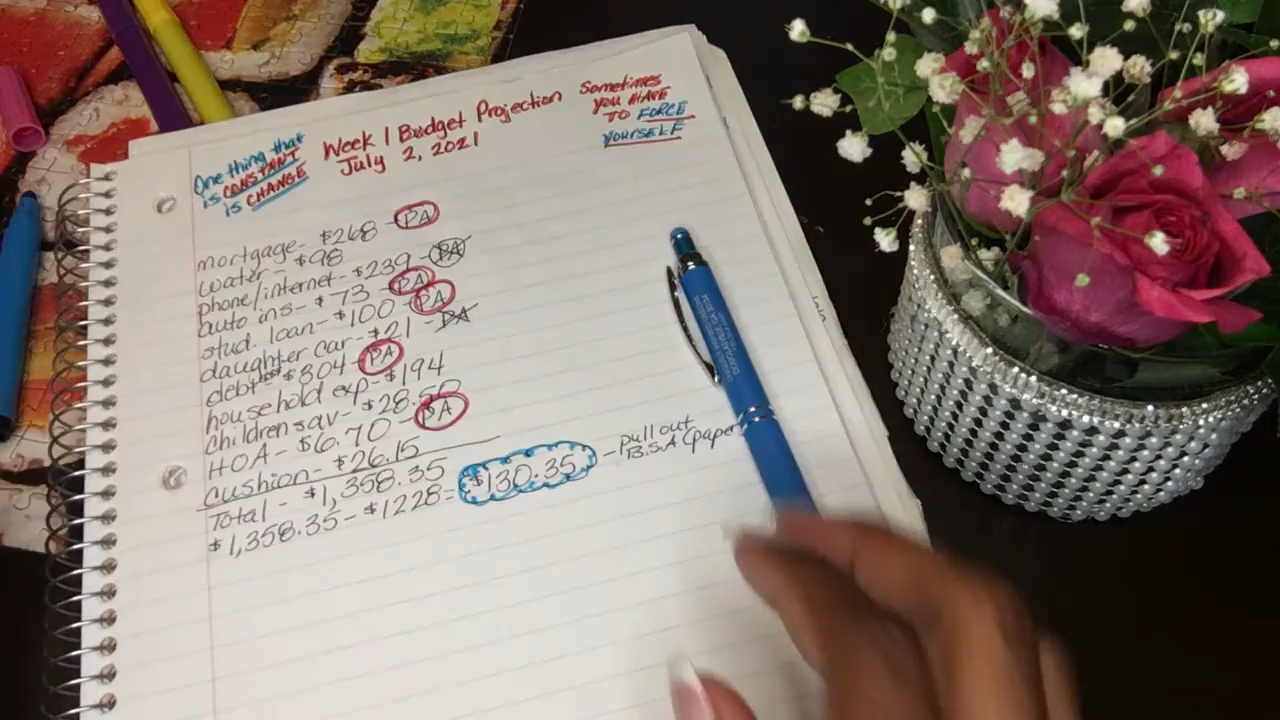 One thing that
is CONSTANT
is CHANGE
Week 1 Budget Projection
July 2, 2021
Sometimes
you HAVE
TO FORCE
YOURSELF
mortgage- $268 - PA
water - $98
phone/internet - $239 - PA
auto ins - $73 - PA
stud. loan - $100 - PA
daughter car - $21 - PA
debt - $304 - PA
household exp - $194
Children sav - $28.50
HOA - $6.70 - PA
Cushion - $26.15
Total - $1,358.35
$1,358.35 - $1228 = $130.35 - pull out
B.S.A (paper